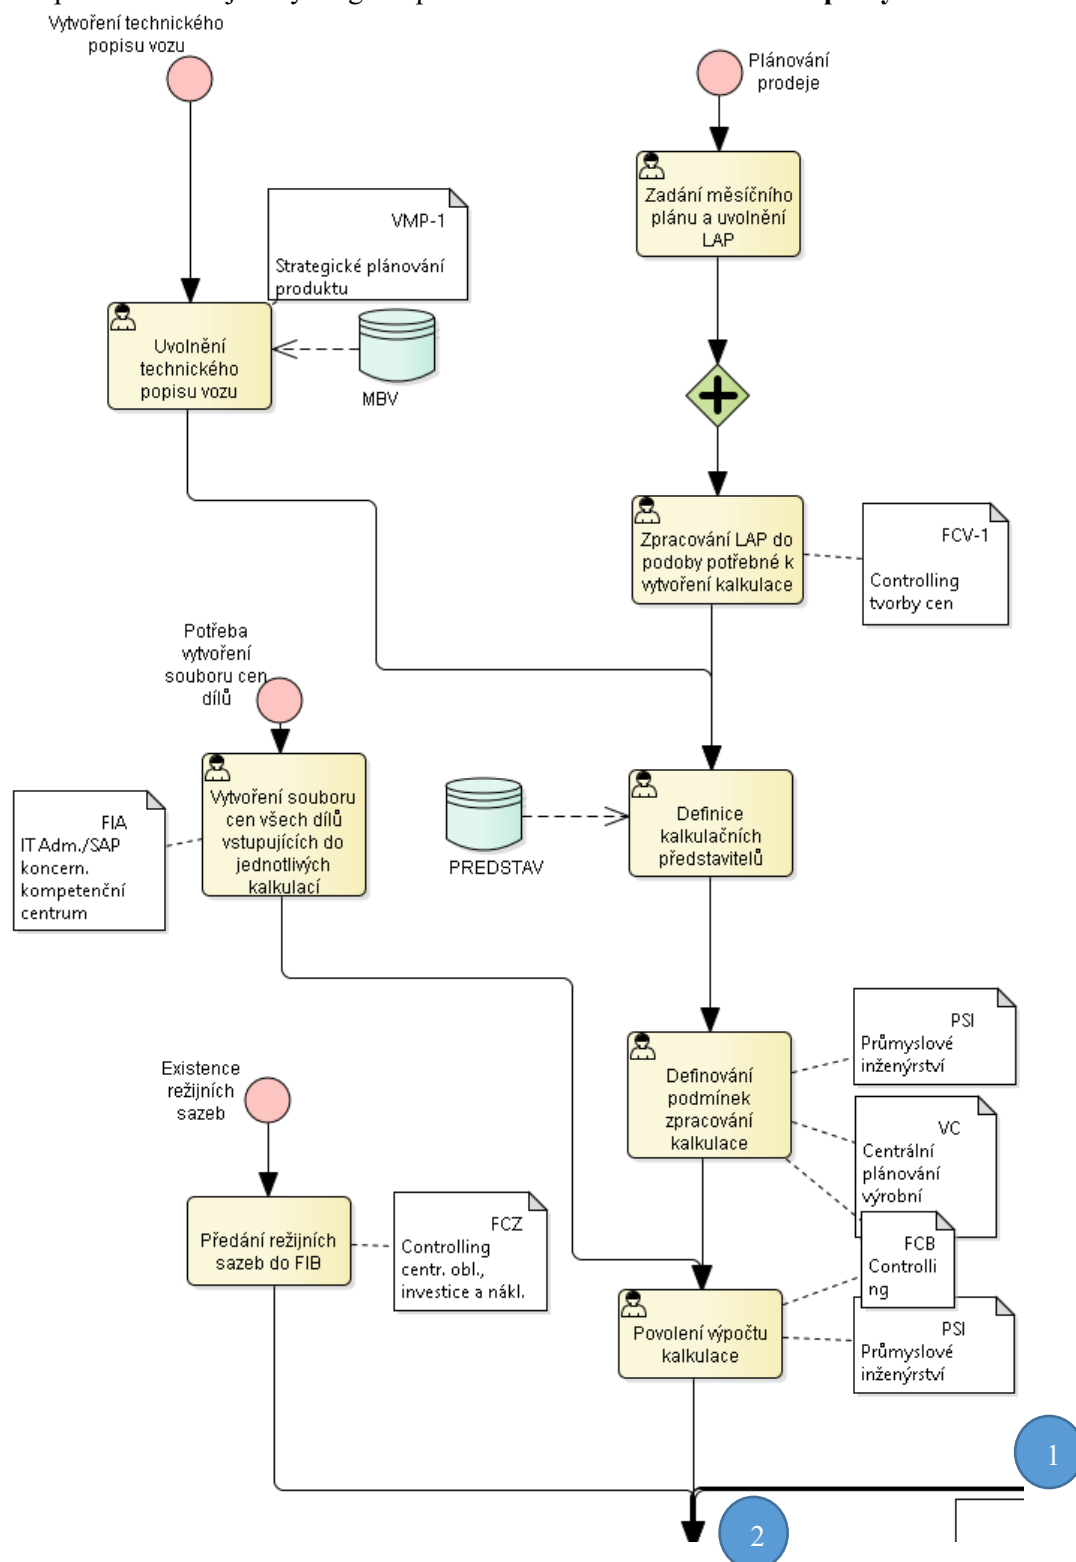 Vytvoření technického
popisu vozu
Plánování
prodeje
Zadání měsíčního
plánu a uvolnění
LAP
VMP-1
Strategické plánování
produktu
Uvolnění
technického
popisu vozu
MBV
Zpracování LAP do
podoby potřebné k
vytvoření kalkulace
FCV-1
Controlling
tvorby cen
Potřeba
vytvoření
souboru cen
dílů
Vytvoření souboru
cen všech dílů
vstupujících do
jednotlivých
kalkulací
FIA
IT Adm./SAP
koncern.
kompetenční
centrum
PREDSTAV
Definice
kalkulačních
představitelů
PSI
Průmyslové
inženýrství
Definování
podmínek
zpracování
kalkulace
VC
Centrální
plánování
výrobní
Existence
režijních
sazeb
Předání režijních
sazeb do FIB
FCZ
Controlling
centr. obl.,
investice a nákl.
FCB
Controlli
ng
Povolení výpočtu
kalkulace
PSI
Průmyslové
inženýrství
1
2